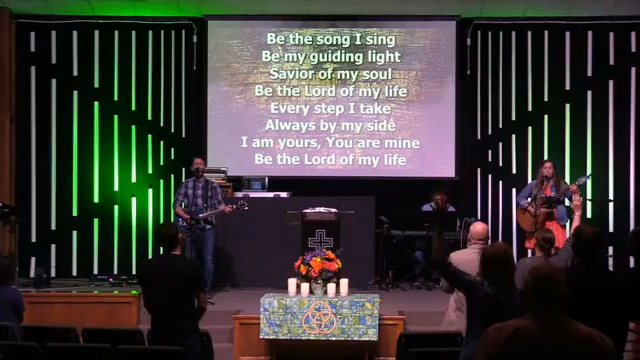 Be the song I sing
Be my guiding light
Savior of my soul
Be the Lord of my life
Every step I take
Always by my side
I am yours, You are mine
Be the Lord of my life